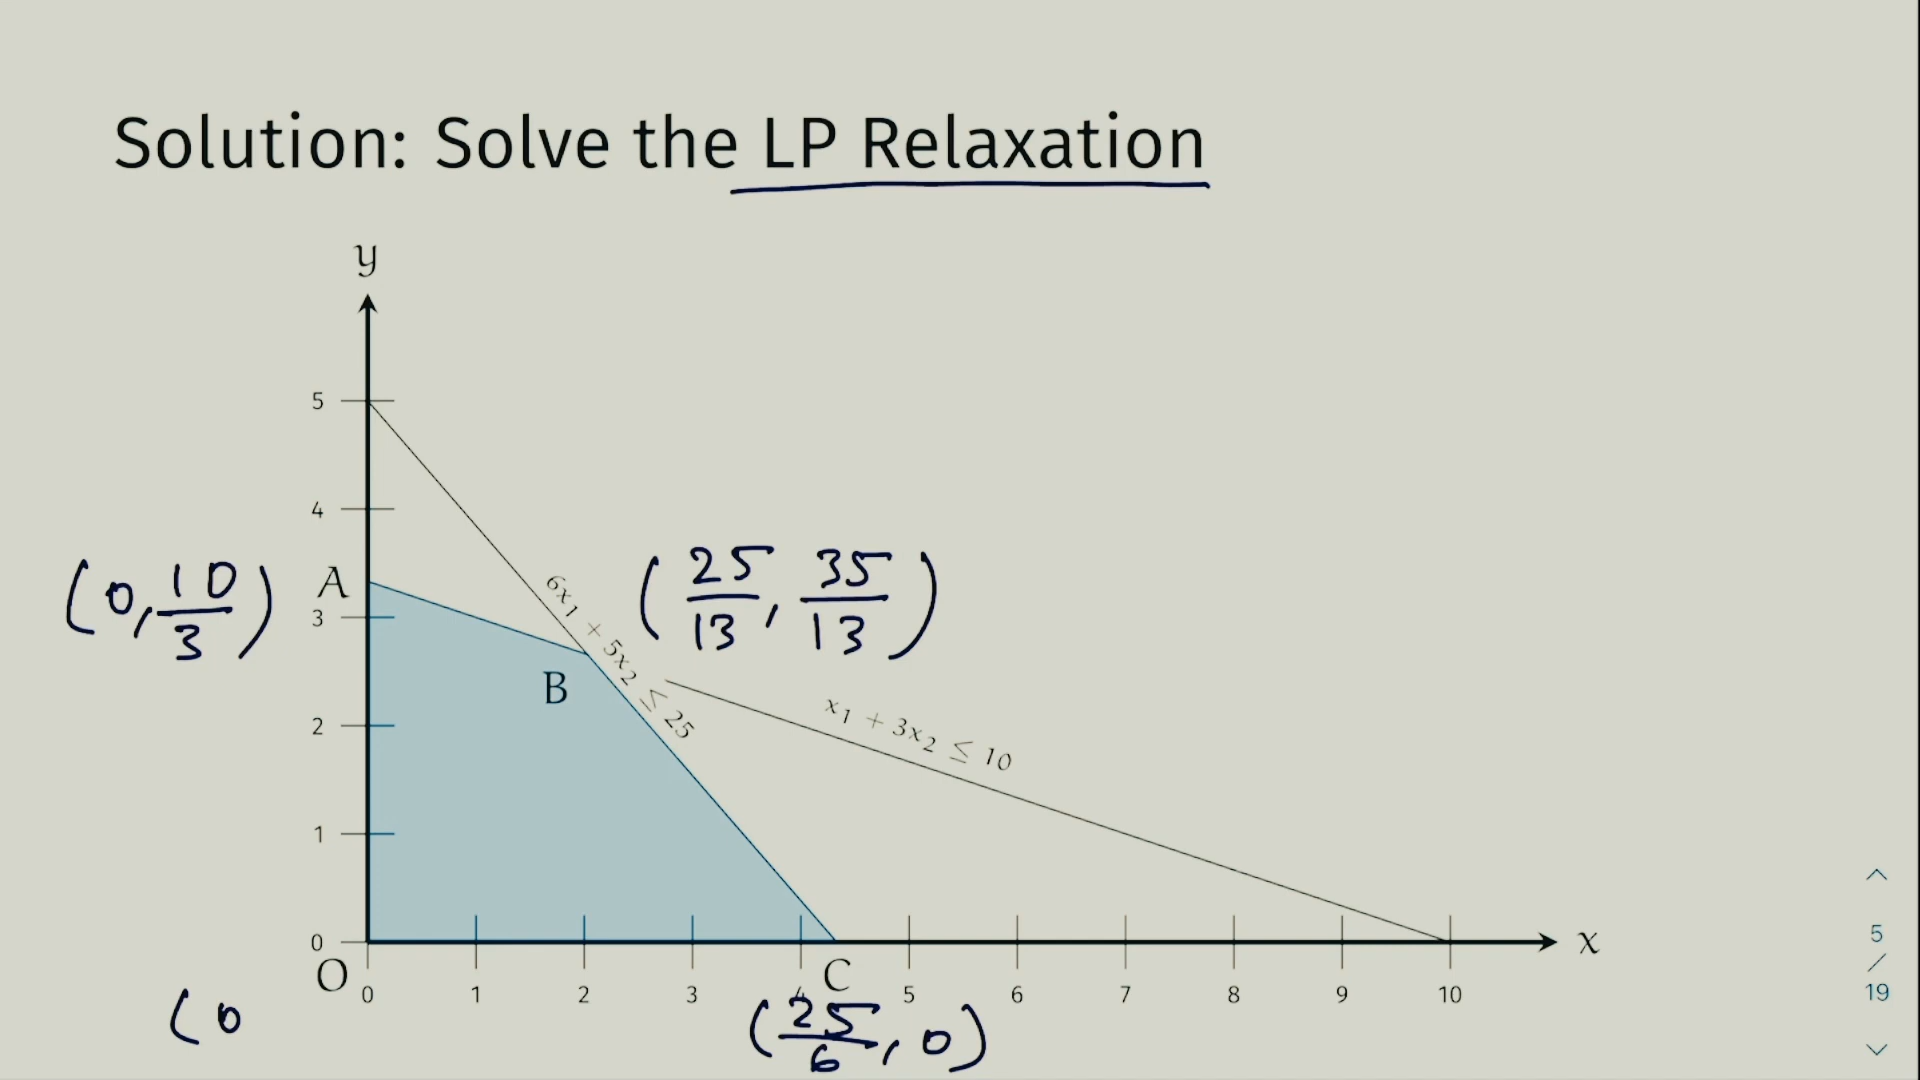 Solution: Solve the LP Relaxation
y
5
4
(0, 10/3) A
3
6x₁ + 5x₂ ≤ 25
(25/13, 35/13)
B
x₁ + 3x₂ ≤ 10
2
1
0
x
O
C
0 1 2 3 4 5 6 7 8 9 10
(0
(25/6, 0)
5
/
19